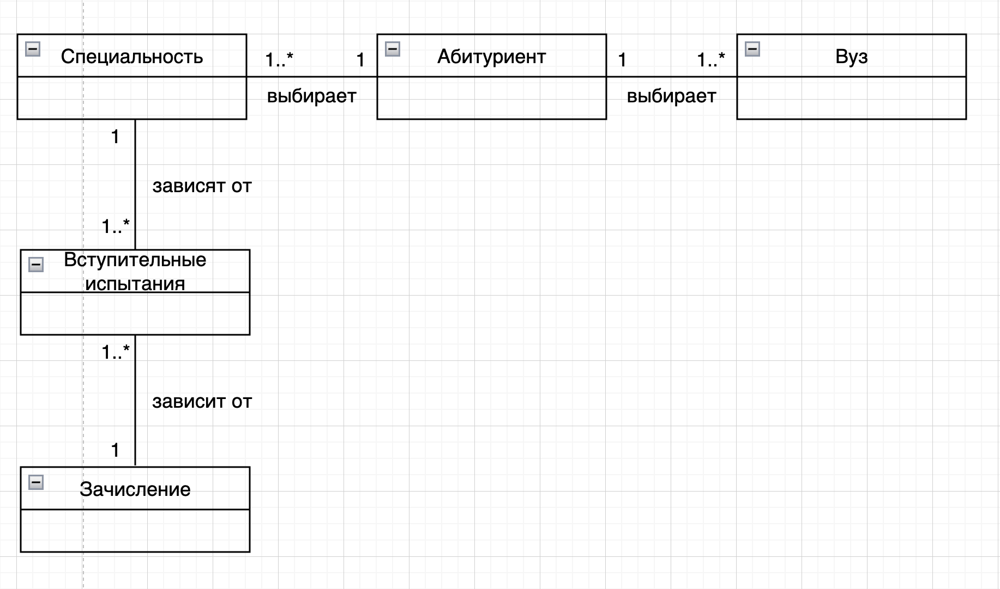 Специальность
1..*
1
Абитуриент
1
1..*
Вуз
выбирает
выбирает
1
зависят от
1..*
Вступительные
испытания
1..*
зависит от
1
Зачисление